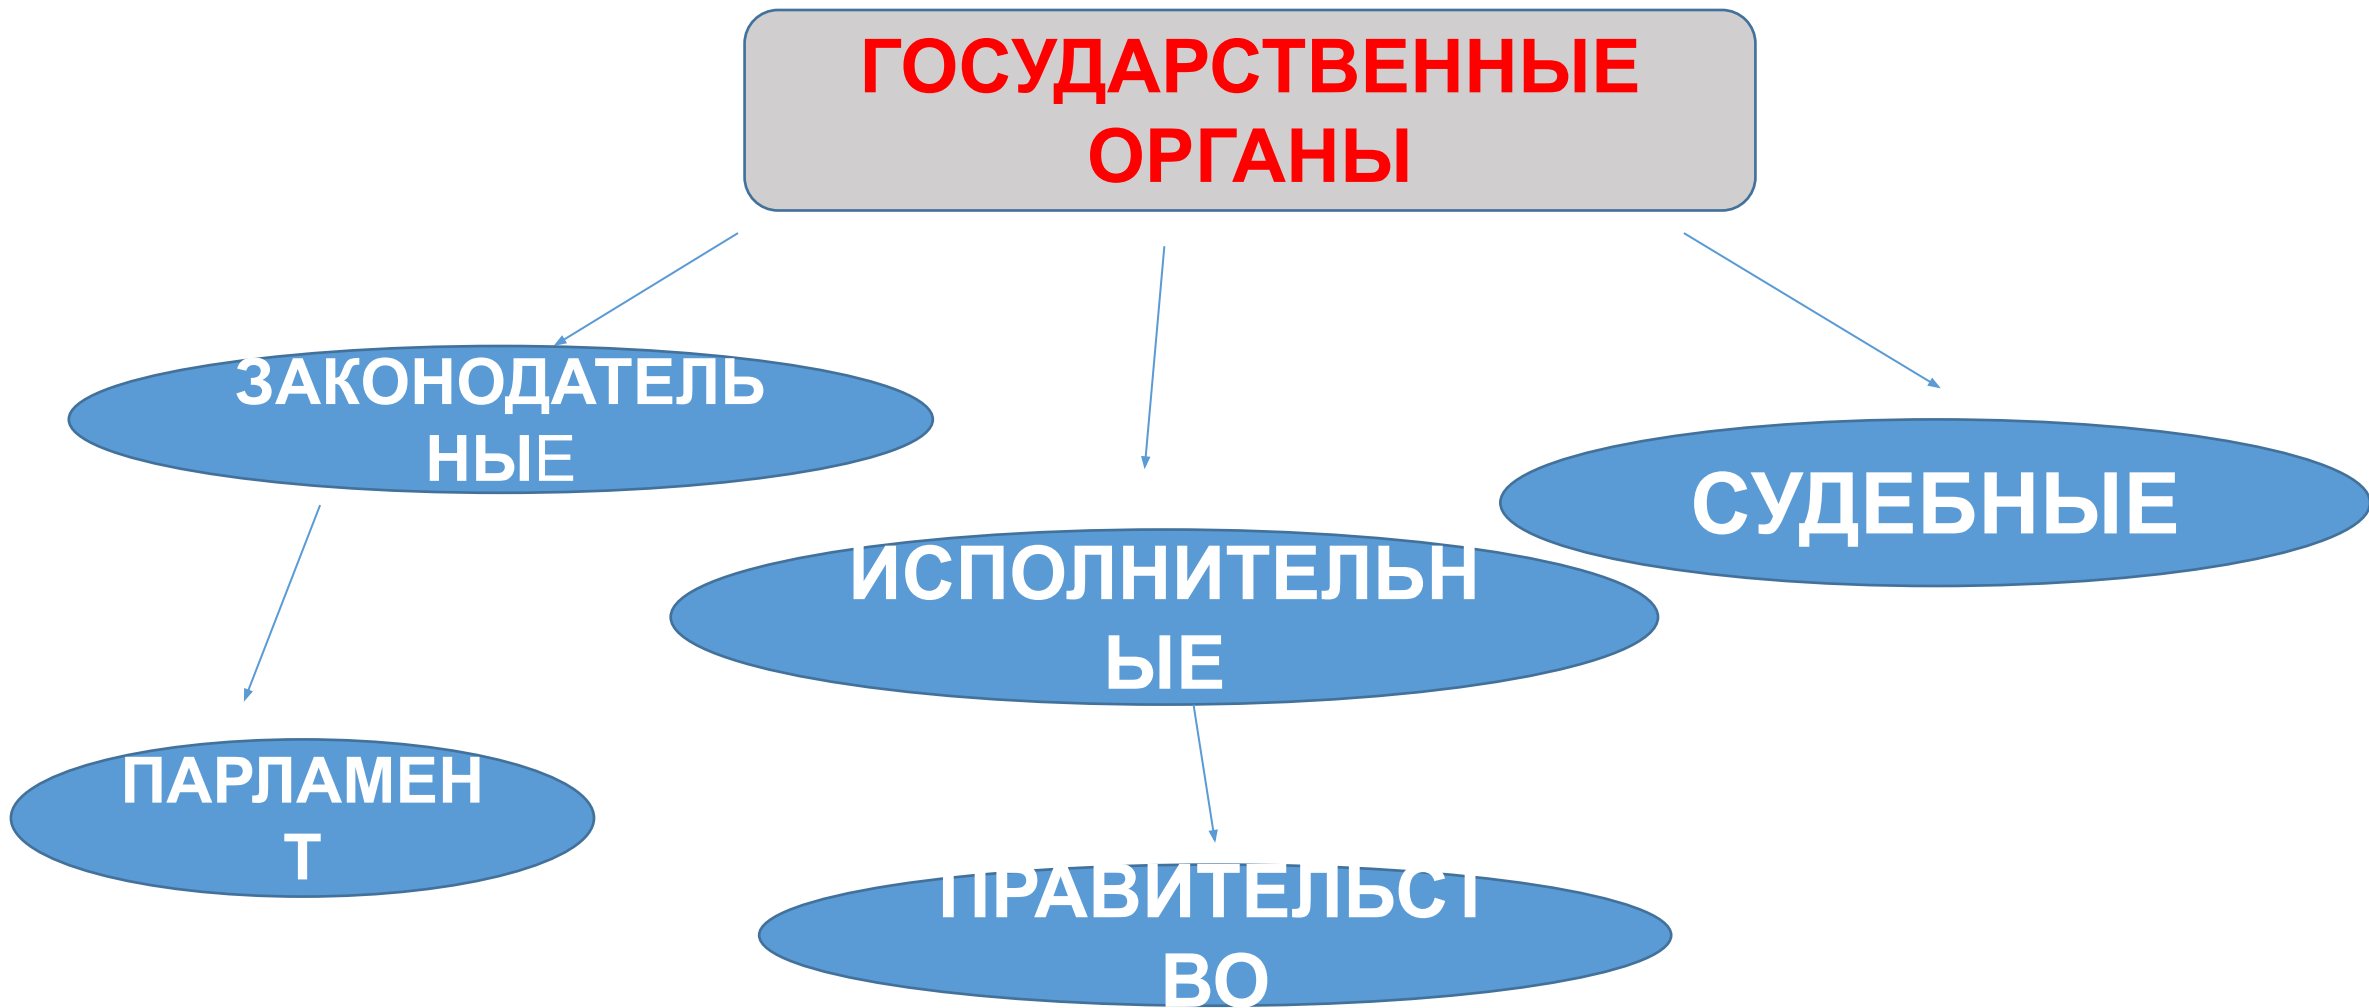 ГОСУДАРСТВЕННЫЕ
ОРГАНЫ
ЗАКОНОДАТЕЛЬ
НЫЕ
СУДЕБНЫЕ
ИСПОЛНИТЕЛЬН
ЫЕ
ПАРЛАМЕН
Т
ПРАВИТЕЛЬСТ
ВО